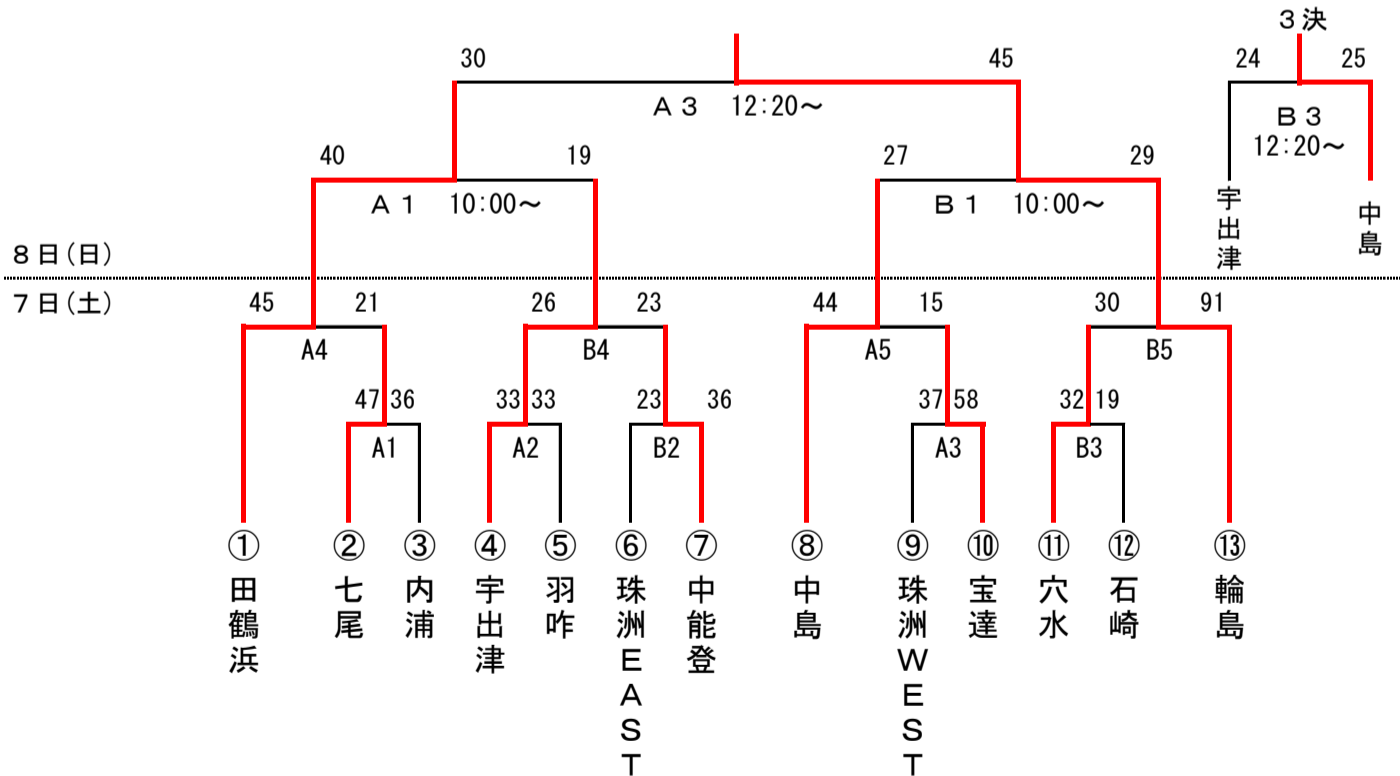 3決
30 45 24 25
A3 12:20～
B3
12:20～
40 19 27 29
A1 10:00～ B1 10:00～
宇出津
中島
8日(日)
7日(土)
45 21 26 23 44 15 30 91
A4 B4 A5 B5
47 36 33 33 23 36 37 58 32 19
A1 A2 B2 A3 B3
① ② ③ ④ ⑤ ⑥ ⑦ ⑧ ⑨ ⑩ ⑪ ⑫ ⑬
田鶴浜
七尾
内浦
宇出津
羽咋
珠洲EAST
中能登
中島
珠洲WEST
宝達
穴水
石崎
輪島